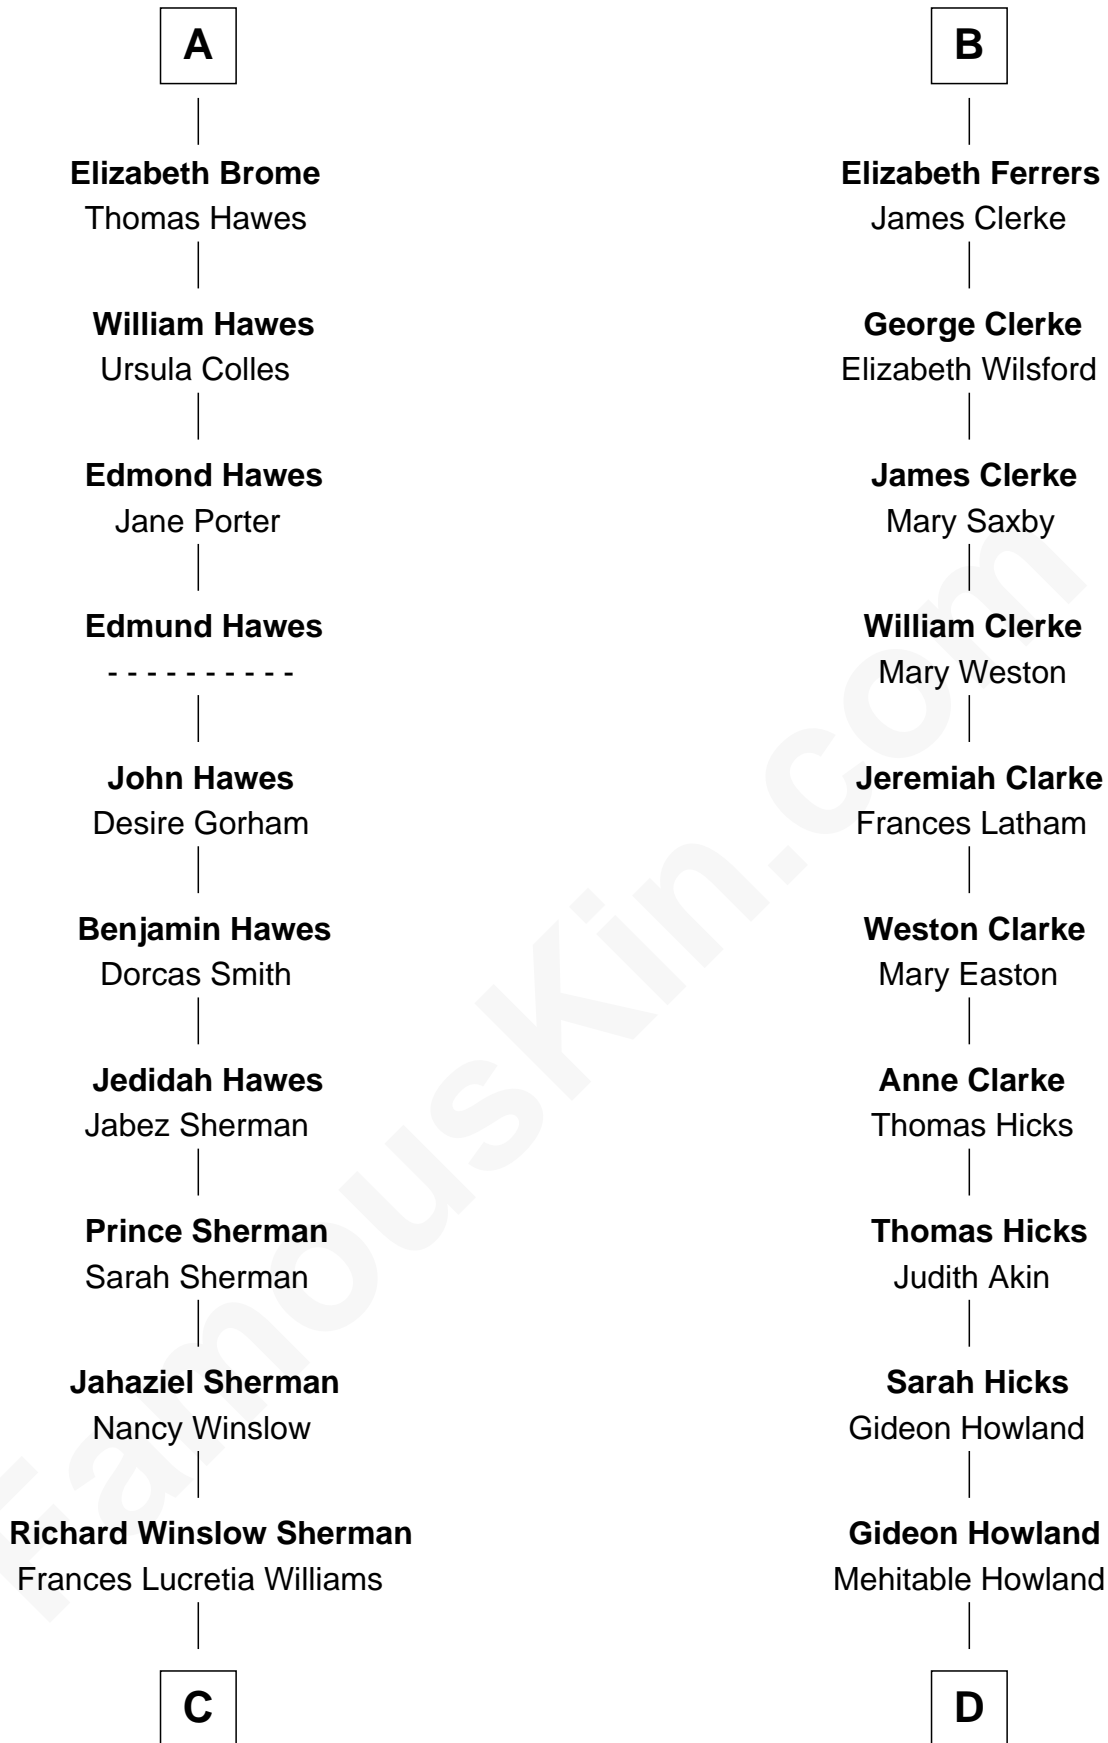 A
Elizabeth Brome
Thomas Hawes
William Hawes
Ursula Colles
Edmond Hawes
Jane Porter
Edmund Hawes
- - - - - - - - - -
John Hawes
Desire Gorham
Benjamin Hawes
Dorcas Smith
Jedidah Hawes
Jabez Sherman
Prince Sherman
Sarah Sherman
Jahaziel Sherman
Nancy Winslow
Richard Winslow Sherman
Frances Lucretia Williams
C
B
Elizabeth Ferrers
James Clerke
George Clerke
Elizabeth Wilsford
James Clerke
Mary Saxby
William Clerke
Mary Weston
Jeremiah Clarke
Frances Latham
Weston Clarke
Mary Easton
Anne Clarke
Thomas Hicks
Thomas Hicks
Judith Akin
Sarah Hicks
Gideon Howland
Gideon Howland
Mehitable Howland
D
FamousKin.com